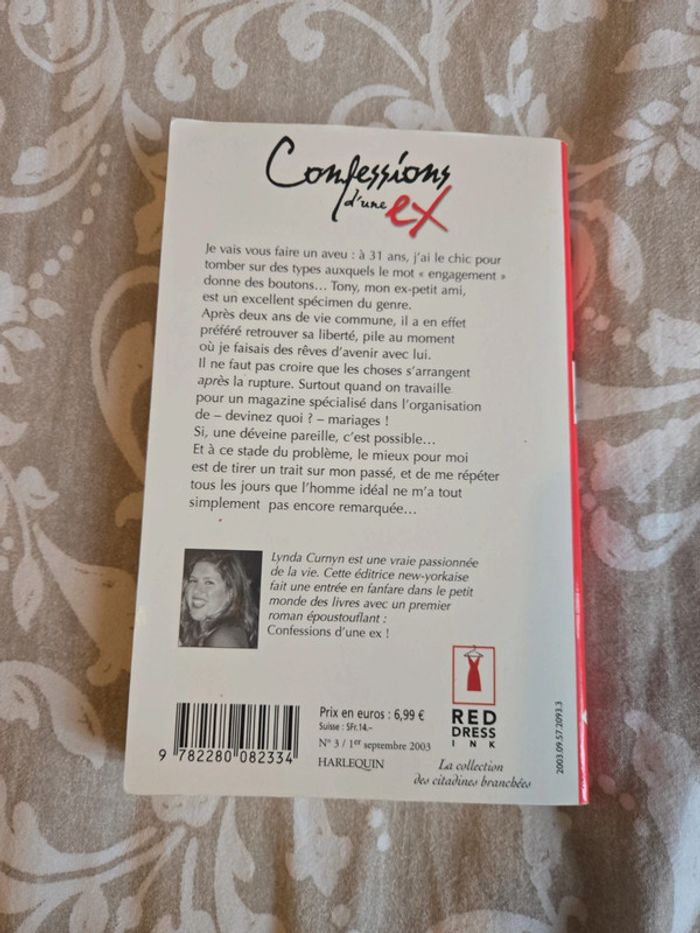 Confessions
d'une ex
Je vais vous faire un aveu : à 31 ans, j'ai le chic pour
tomber sur des types auxquels le mot « engagement »
donne des boutons... Tony, mon ex-petit ami,
est un excellent spécimen du genre.
Après deux ans de vie commune, il a en effet
préféré retrouver sa liberté, pile au moment
où je faisais des rêves d'avenir avec lui.
Il ne faut pas croire que les choses s'arrangent
après la rupture. Surtout quand on travaille
pour un magazine spécialisé dans l'organisation
de – devinez quoi ? – mariages !
Si, une déveine pareille, c'est possible...
Et à ce stade du problème, le mieux pour moi
est de tirer un trait sur mon passé, et de me répéter
tous les jours que l'homme idéal ne m'a tout
simplement pas encore remarquée...
Lynda Curnyn est une vraie passionnée
de la vie. Cette éditrice new-yorkaise
fait une entrée en fanfare dans le petit
monde des livres avec un premier
roman époustouflant :
Confessions d'une ex !
9 782280 082334
Prix en euros : 6,99 €
Suisse : SFr.14.–
N° 3 / 1er septembre 2003
HARLEQUIN
RED
DRESS
INK
La collection
des citadines branchées
2003.09.57.2093.3